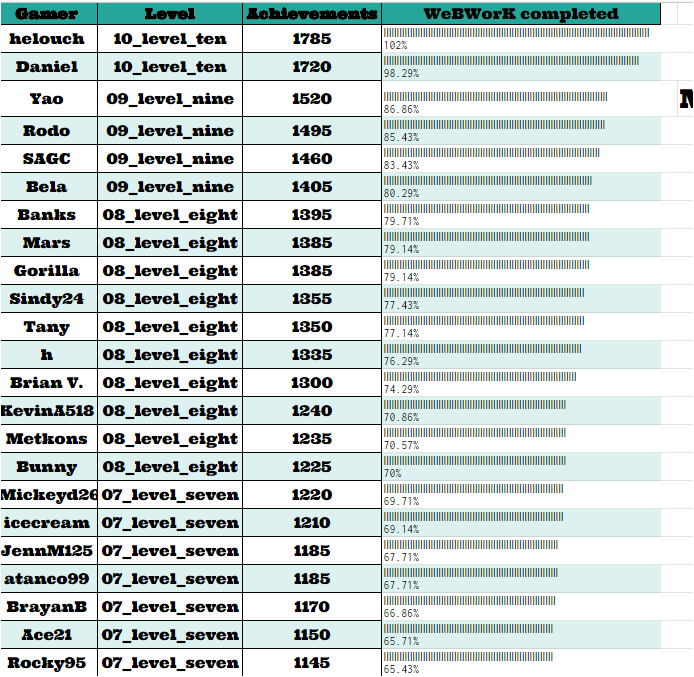 Gamer Level Achievements WeBWorK completed
helouch 10_level_ten 1785 102%
Daniel 10_level_ten 1720 98.29%
Yao 09_level_nine 1520 86.86%
Rodo 09_level_nine 1495 85.43%
SAGC 09_level_nine 1460 83.43%
Bela 09_level_nine 1405 80.29%
Banks 08_level_eight 1395 79.71%
Mars 08_level_eight 1385 79.14%
Gorilla 08_level_eight 1385 79.14%
Sindy24 08_level_eight 1355 77.43%
Tany 08_level_eight 1350 77.14%
h 08_level_eight 1335 76.29%
Brian V. 08_level_eight 1300 74.29%
KevinA518 08_level_eight 1240 70.86%
Metkons 08_level_eight 1235 70.57%
Bunny 08_level_eight 1225 70%
Mickeyd26 07_level_seven 1220 69.71%
icecream 07_level_seven 1210 69.14%
JennM125 07_level_seven 1185 67.71%
atanco99 07_level_seven 1185 67.71%
BrayanB 07_level_seven 1170 66.86%
Ace21 07_level_seven 1150 65.71%
Rocky95 07_level_seven 1145 65.43%